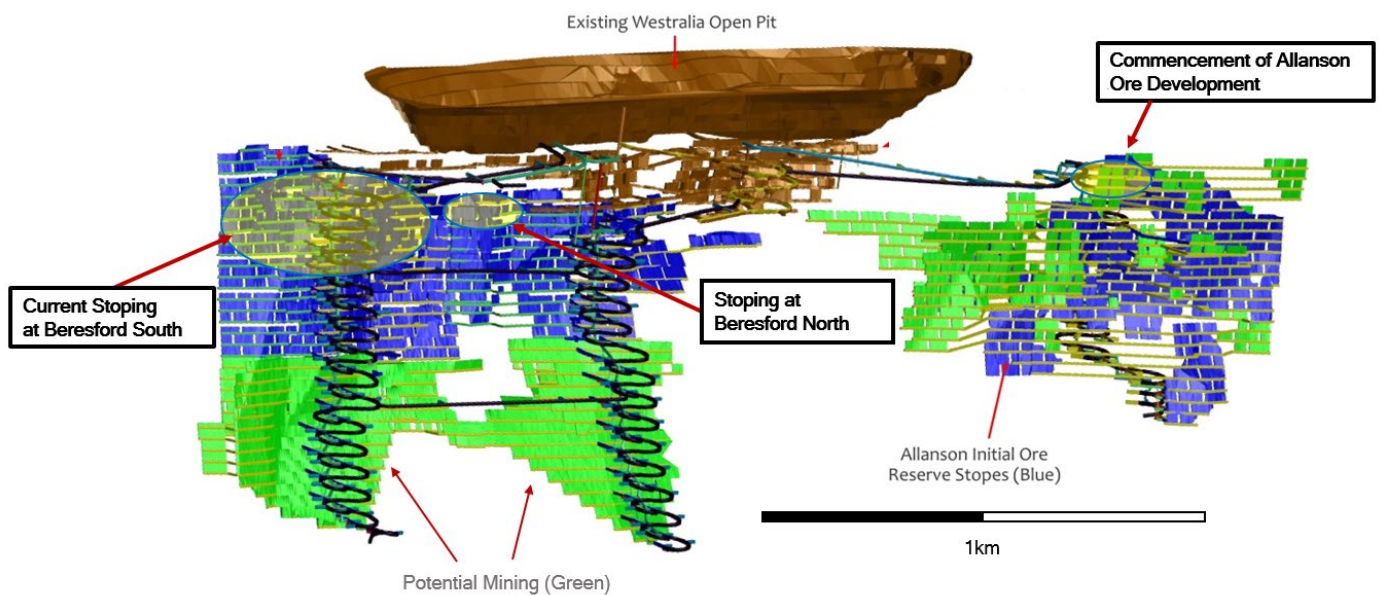 Existing Westralia Open Pit
Commencement of Allanson
Ore Development
Current Stoping
at Beresford South
Stoping at
Beresford North
Allanson Initial Ore
Reserve Stopes (Blue)
1km
Potential Mining (Green)